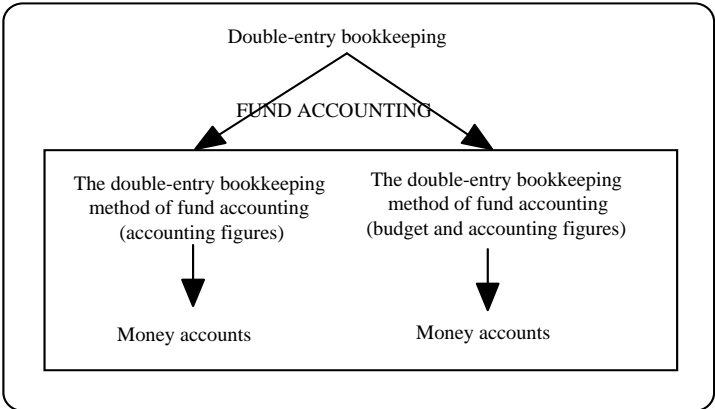 Double-entry bookkeeping
FUND ACCOUNTING
The double-entry bookkeeping
method of fund accounting
(accounting figures)
Money accounts
The double-entry bookkeeping
method of fund accounting
(budget and accounting figures)
Money accounts